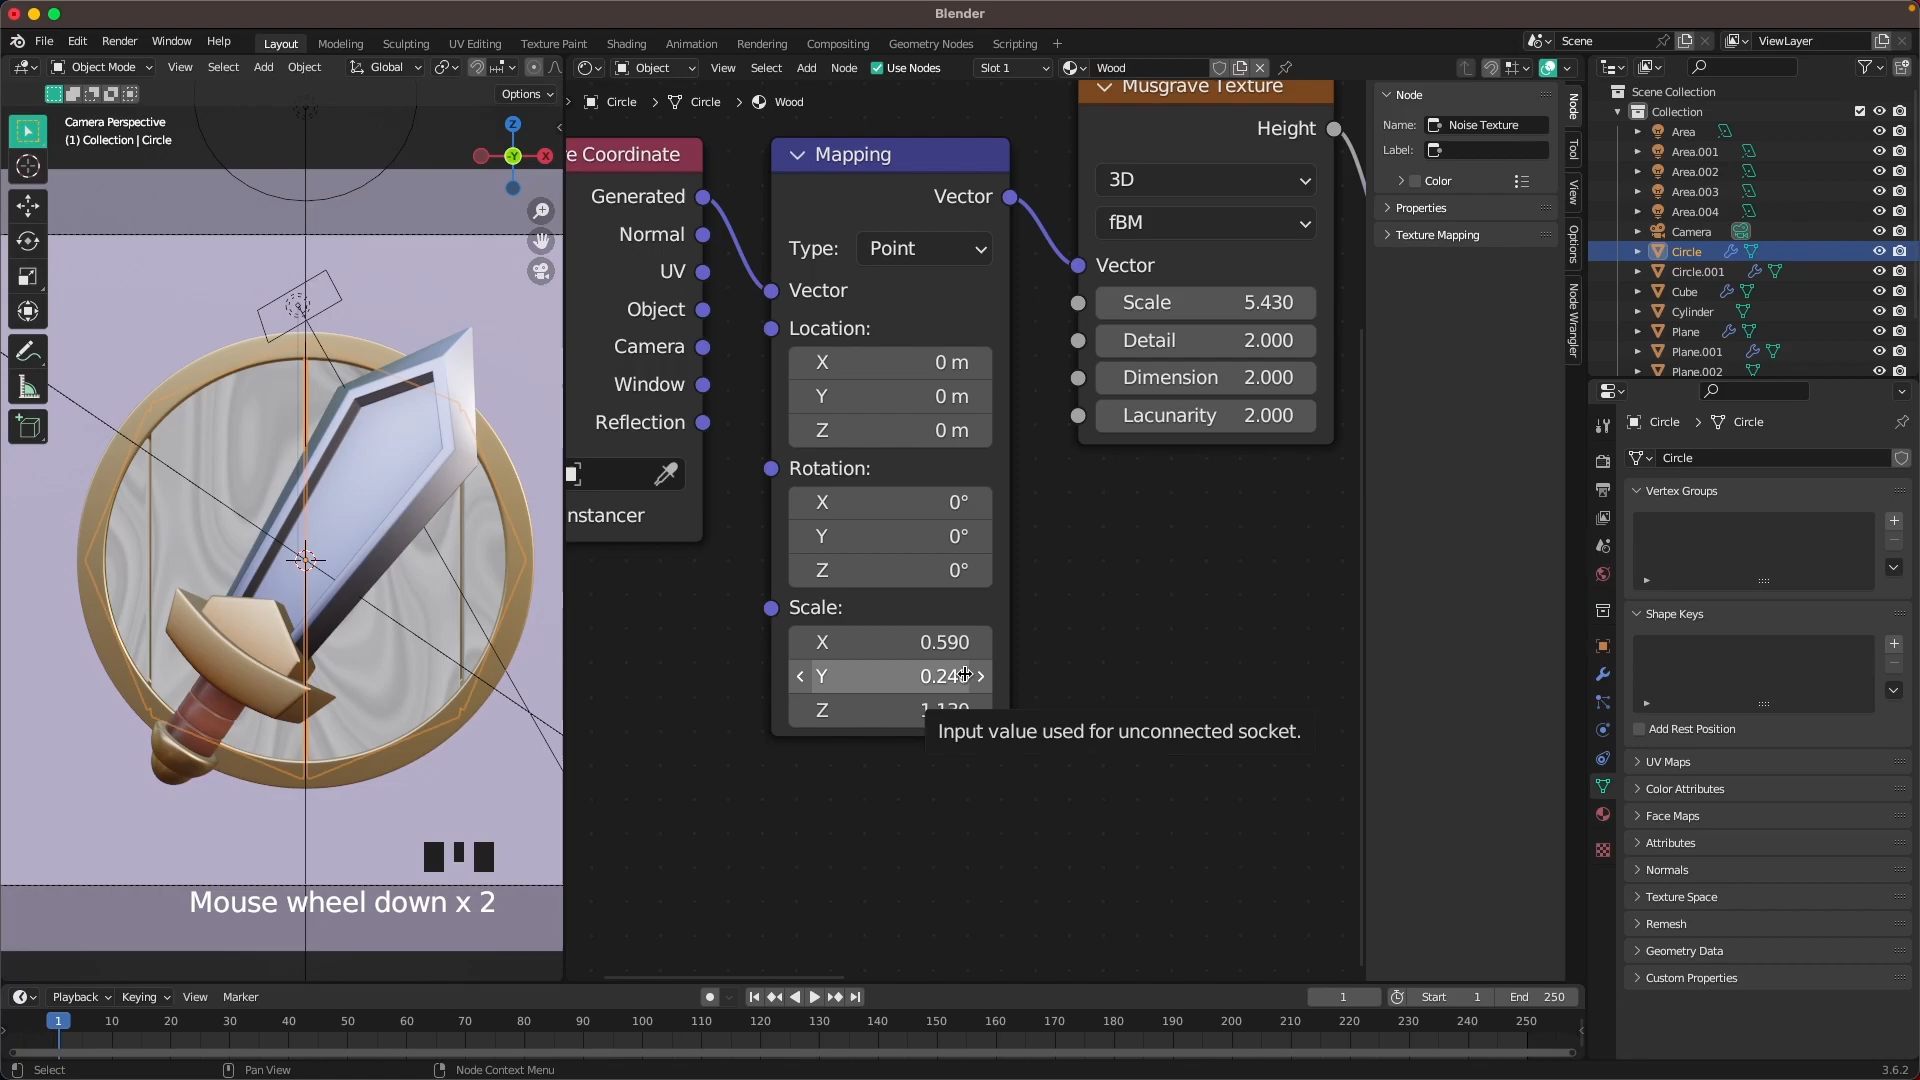 Blender
File Edit Render Window Help Layout Modeling Sculpting UV Editing Texture Paint Shading Animation Rendering Compositing Geometry Nodes Scripting + Scene ViewLayer
Object Mode View Select Add Object Global Object View Select Add Node Use Nodes Slot 1 Wood
Options
Camera Perspective
(1) Collection | Circle
Z
Y
X
Mouse wheel down x 2
Circle > Circle > Wood
e Coordinate
Generated
Normal
UV
Object
Camera
Window
Reflection
nstancer
Mapping
Vector
Type: Point
Vector
Location:
X 0 m
Y 0 m
Z 0 m
Rotation:
X 0°
Y 0°
Z 0°
Scale:
X 0.590
Y 0.24
Z 1.130
Input value used for unconnected socket.
Musgrave Texture
Height
3D
fBM
Vector
Scale 5.430
Detail 2.000
Dimension 2.000
Lacunarity 2.000
Node
Name: Noise Texture
Label:
Color
Properties
Texture Mapping
Node
Tool
View
Options
Node Wrangler
Scene Collection
Collection
Area
Area.001
Area.002
Area.003
Area.004
Camera
Circle
Circle.001
Cube
Cylinder
Plane
Plane.001
Plane.002
Circle > Circle
Circle
Vertex Groups
Shape Keys
Add Rest Position
UV Maps
Color Attributes
Face Maps
Attributes
Normals
Texture Space
Remesh
Geometry Data
Custom Properties
Playback Keying View Marker 1 Start 1 End 250
1 10 20 30 40 50 60 70 80 90 100 110 120 130 140 150 160 170 180 190 200 210 220 230 240 250
Select Pan View Node Context Menu 3.6.2